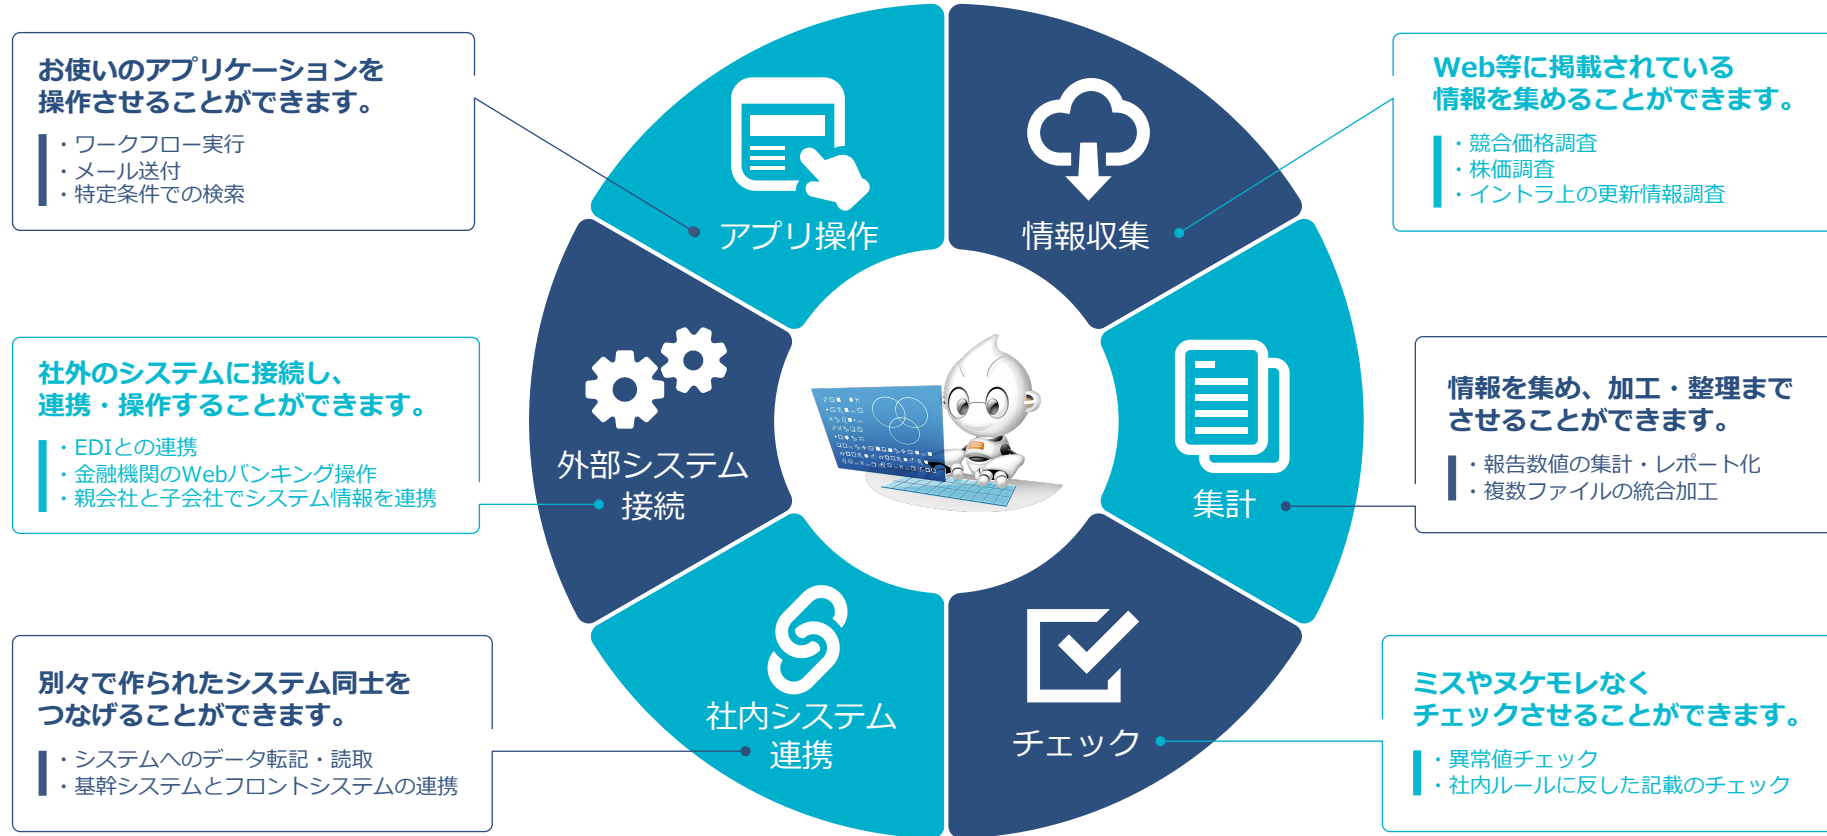 お使いのアプリケーションを
操作させることができます。
・ワークフロー実行
・メール送付
・特定条件での検索
アプリ操作
情報収集
Web等に掲載されている
情報を集めることができます。
・競合価格調査
・株価調査
・イントラ上の更新情報調査
社外のシステムに接続し、
連携・操作することができます。
・EDIとの連携
・金融機関のWebバンキング操作
・親会社と子会社でシステム情報を連携
外部システム
接続
集計
情報を集め、加工・整理まで
させることができます。
・報告数値の集計・レポート化
・複数ファイルの統合加工
別々で作られたシステム同士を
つなげることができます。
・システムへのデータ転記・読取
・基幹システムとフロントシステムの連携
社内システム
連携
チェック
ミスやヌケモレなく
チェックさせることができます。
・異常値チェック
・社内ルールに反した記載のチェック